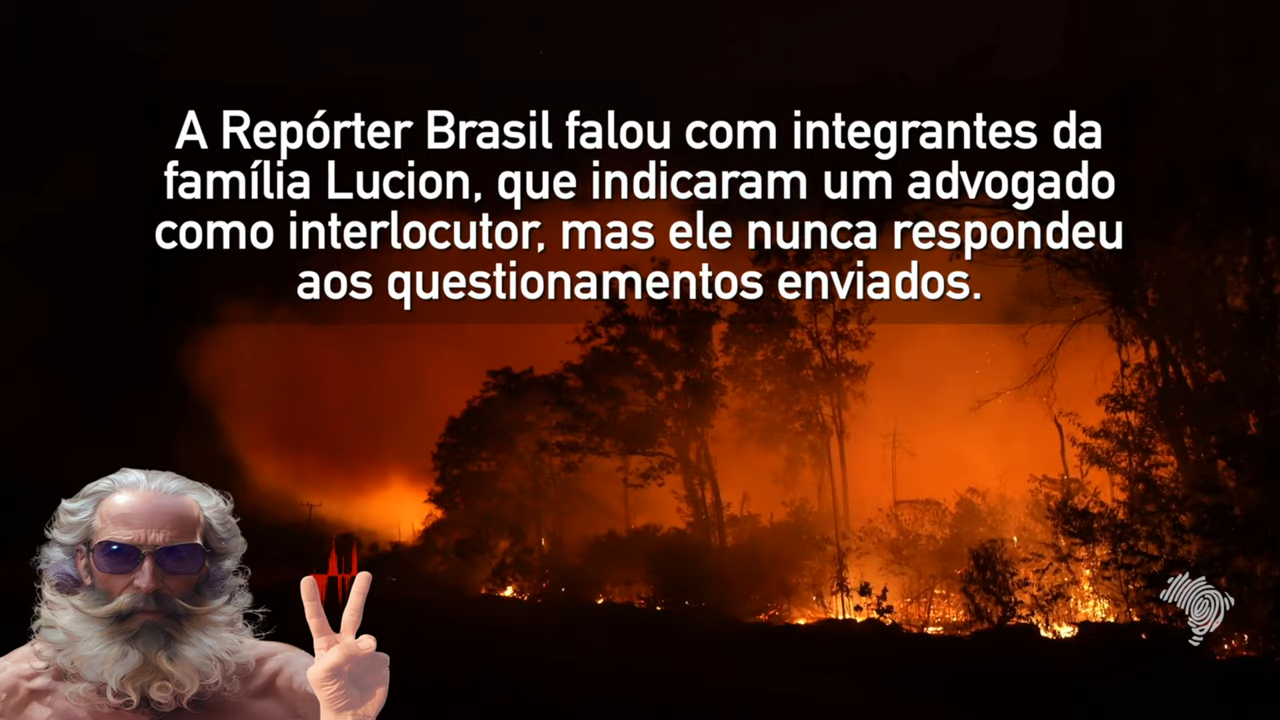 A Repórter Brasil falou com integrantes da
família Lucion, que indicaram um advogado
como interlocutor, mas ele nunca respondeu
aos questionamentos enviados.